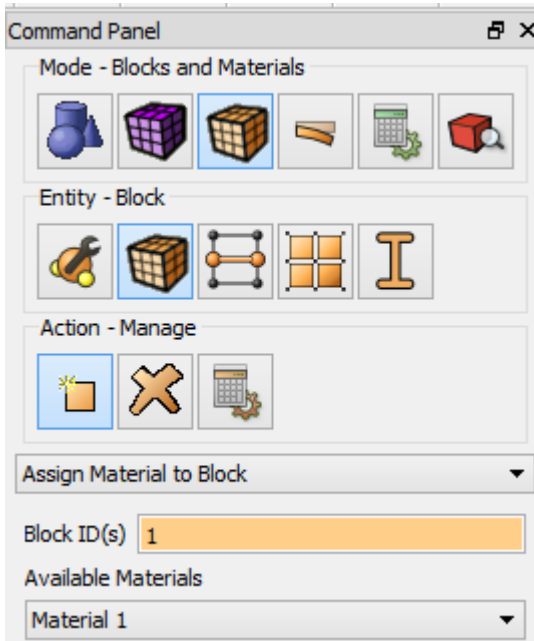 Command Panel
Mode - Blocks and Materials
Entity - Block
Action - Manage
Assign Material to Block
Block ID(s) 1
Available Materials
Material 1